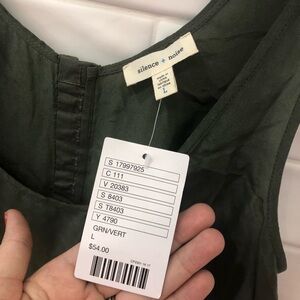 silence + noise
L
S 17997925
C 111
V 20383
S 8403
S T8403
Y 4790
GRN/VERT
L
$54.00